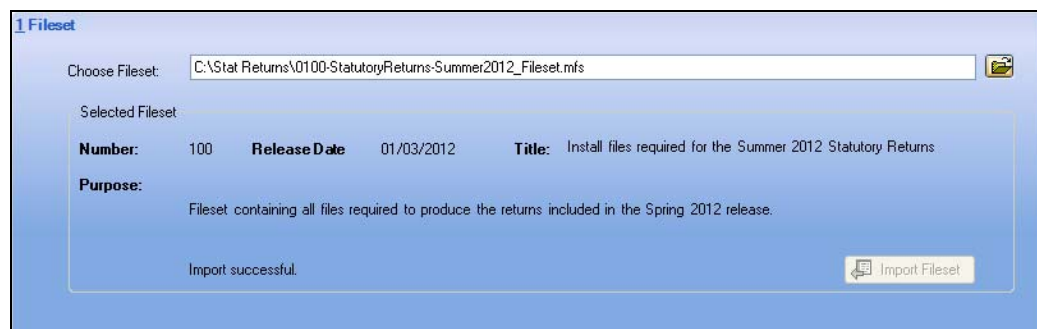 1 Fileset
Choose Fileset: C:\Stat Returns\0100-StatutoryReturns-Summer2012_Fileset.mfs
Selected Fileset
Number: 100 Release Date 01/03/2012 Title: Install files required for the Summer 2012 Statutory Returns
Purpose:
Fileset containing all files required to produce the returns included in the Spring 2012 release.
Import successful. Import Fileset